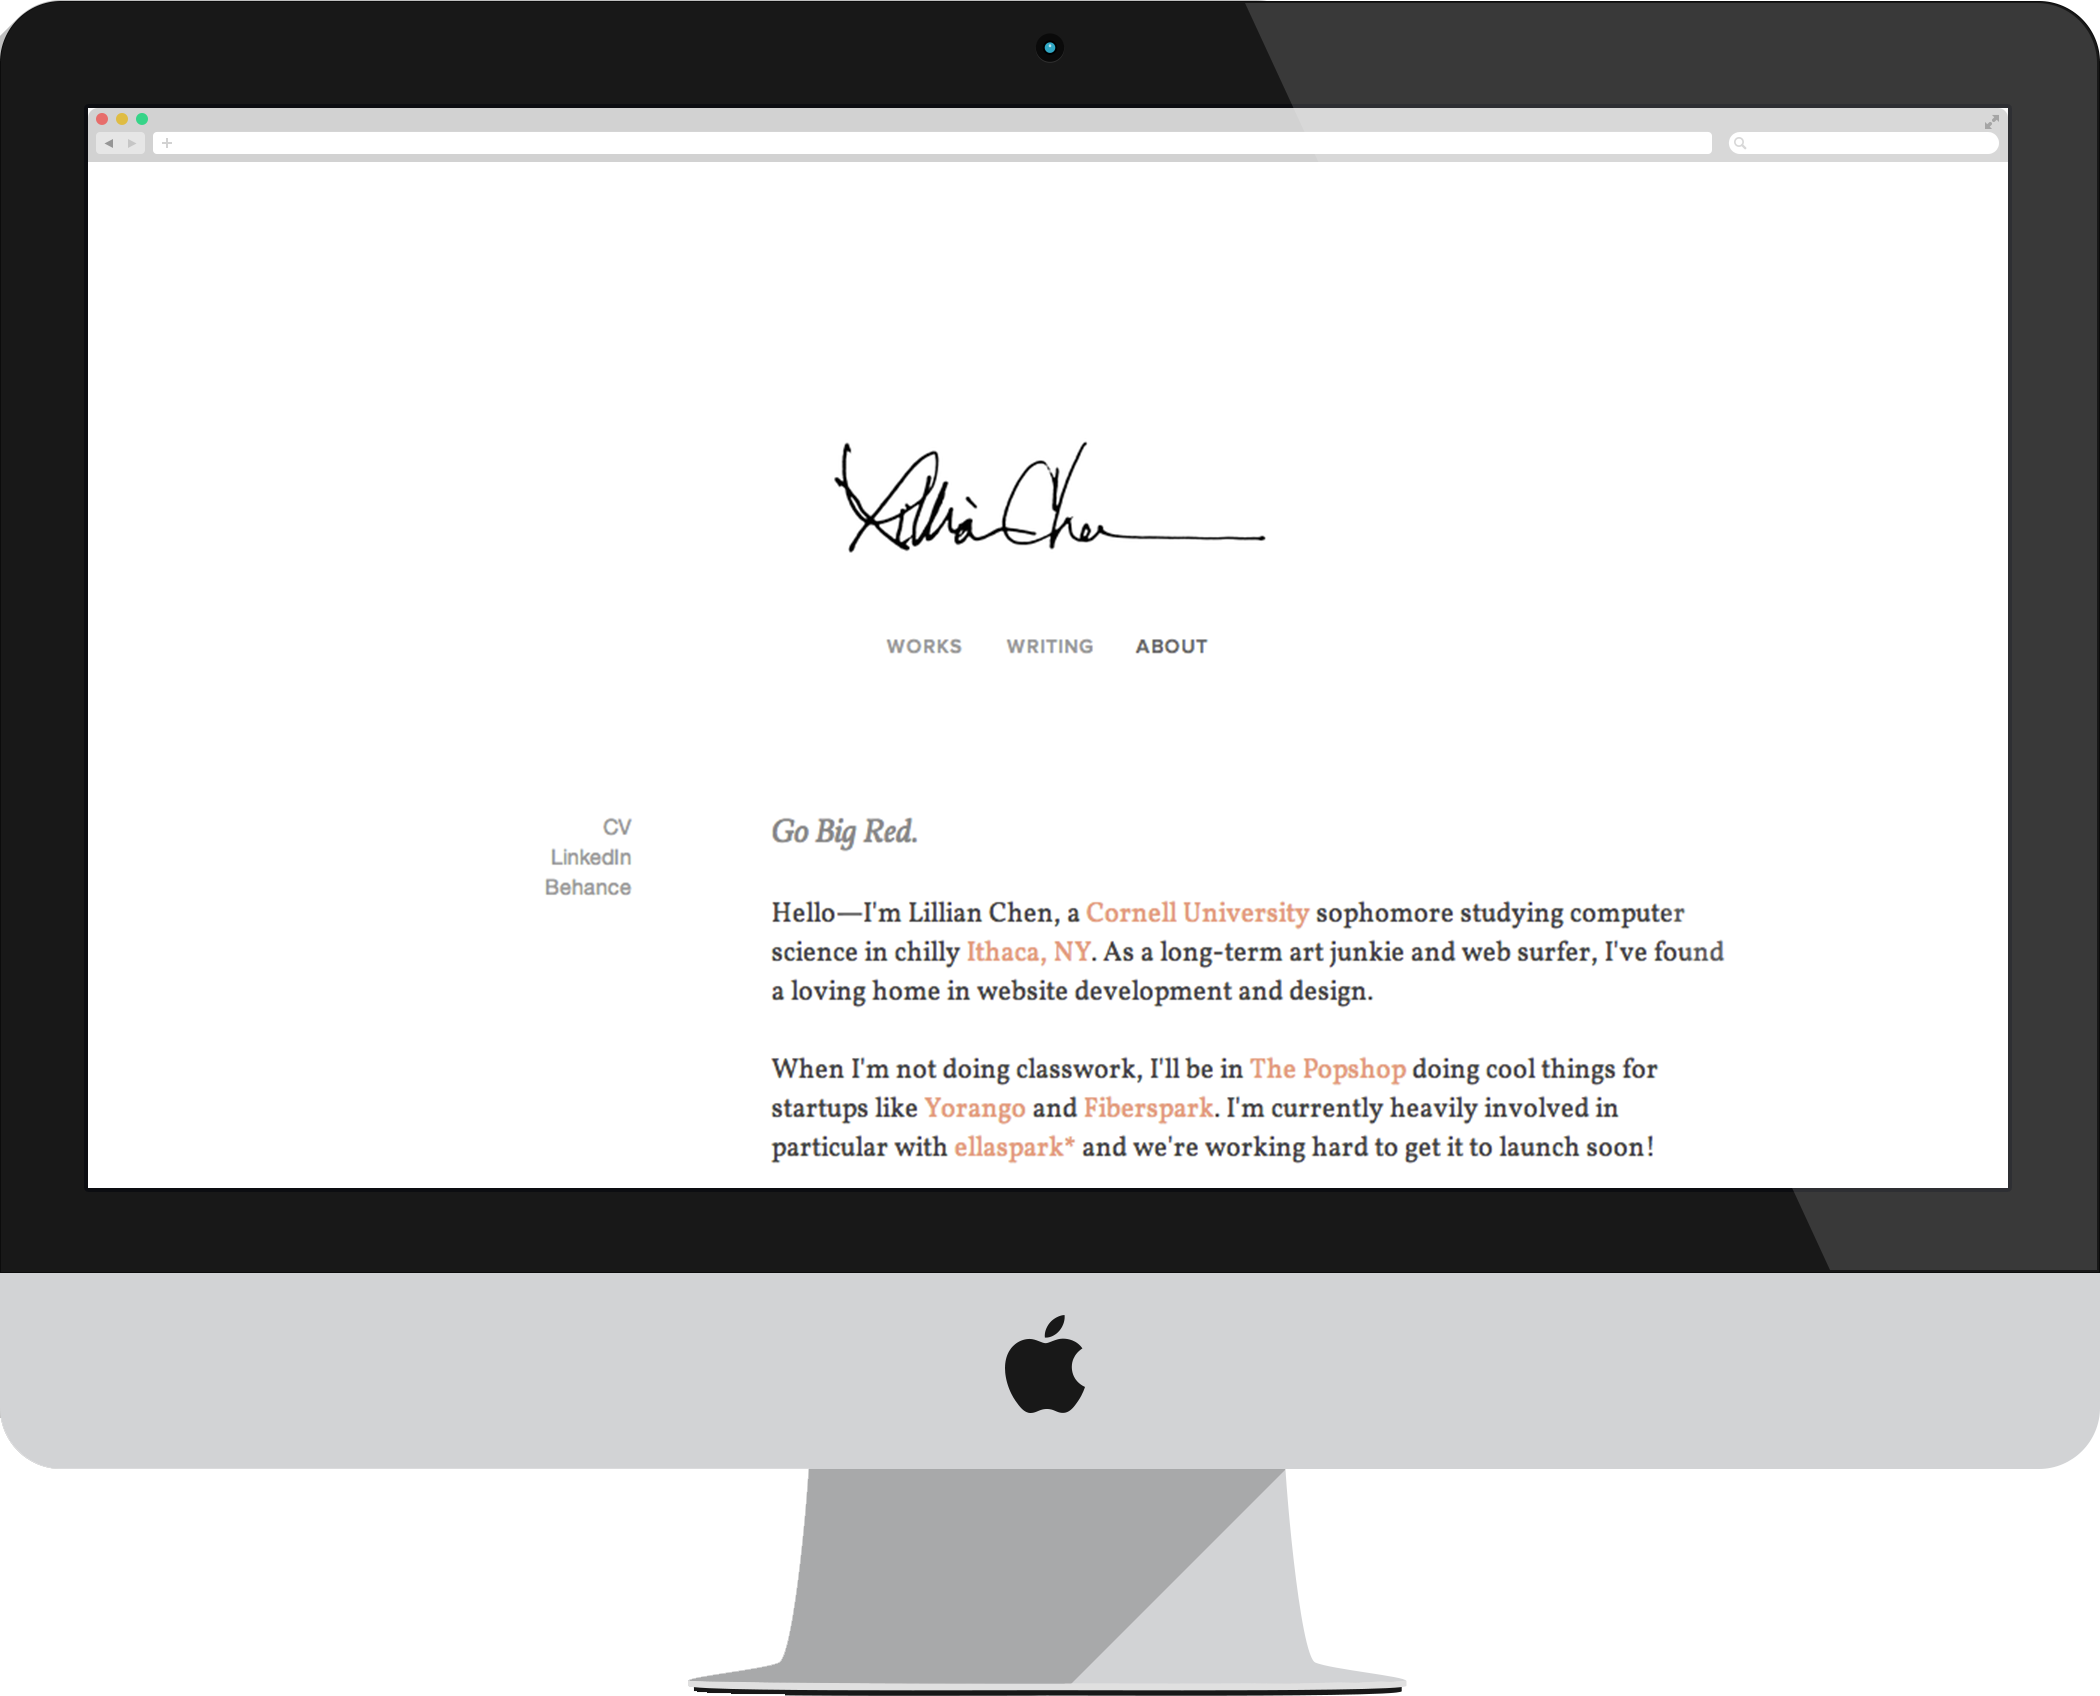 Lillian Chen
WORKS WRITING ABOUT
CV
LinkedIn
Behance
Go Big Red.
Hello—I'm Lillian Chen, a Cornell University sophomore studying computer
science in chilly Ithaca, NY. As a long-term art junkie and web surfer, I've found
a loving home in website development and design.
When I'm not doing classwork, I'll be in The Popshop doing cool things for
startups like Yorango and Fiberspark. I'm currently heavily involved in
particular with ellaspark* and we're working hard to get it to launch soon!